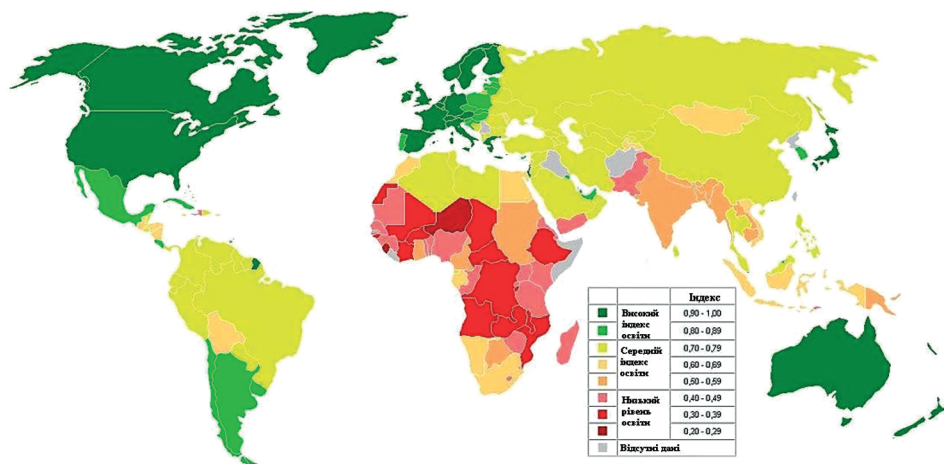 Індекс
Високий
індекс
освіти
0,90 - 1,00
0,80 - 0,89
Середній
індекс
освіти
0,70 - 0,79
0,60 - 0,69
0,50 - 0,59
Низький
рівень
освіти
0,40 - 0,49
0,30 - 0,39
0,20 - 0,29
Відсутні дані